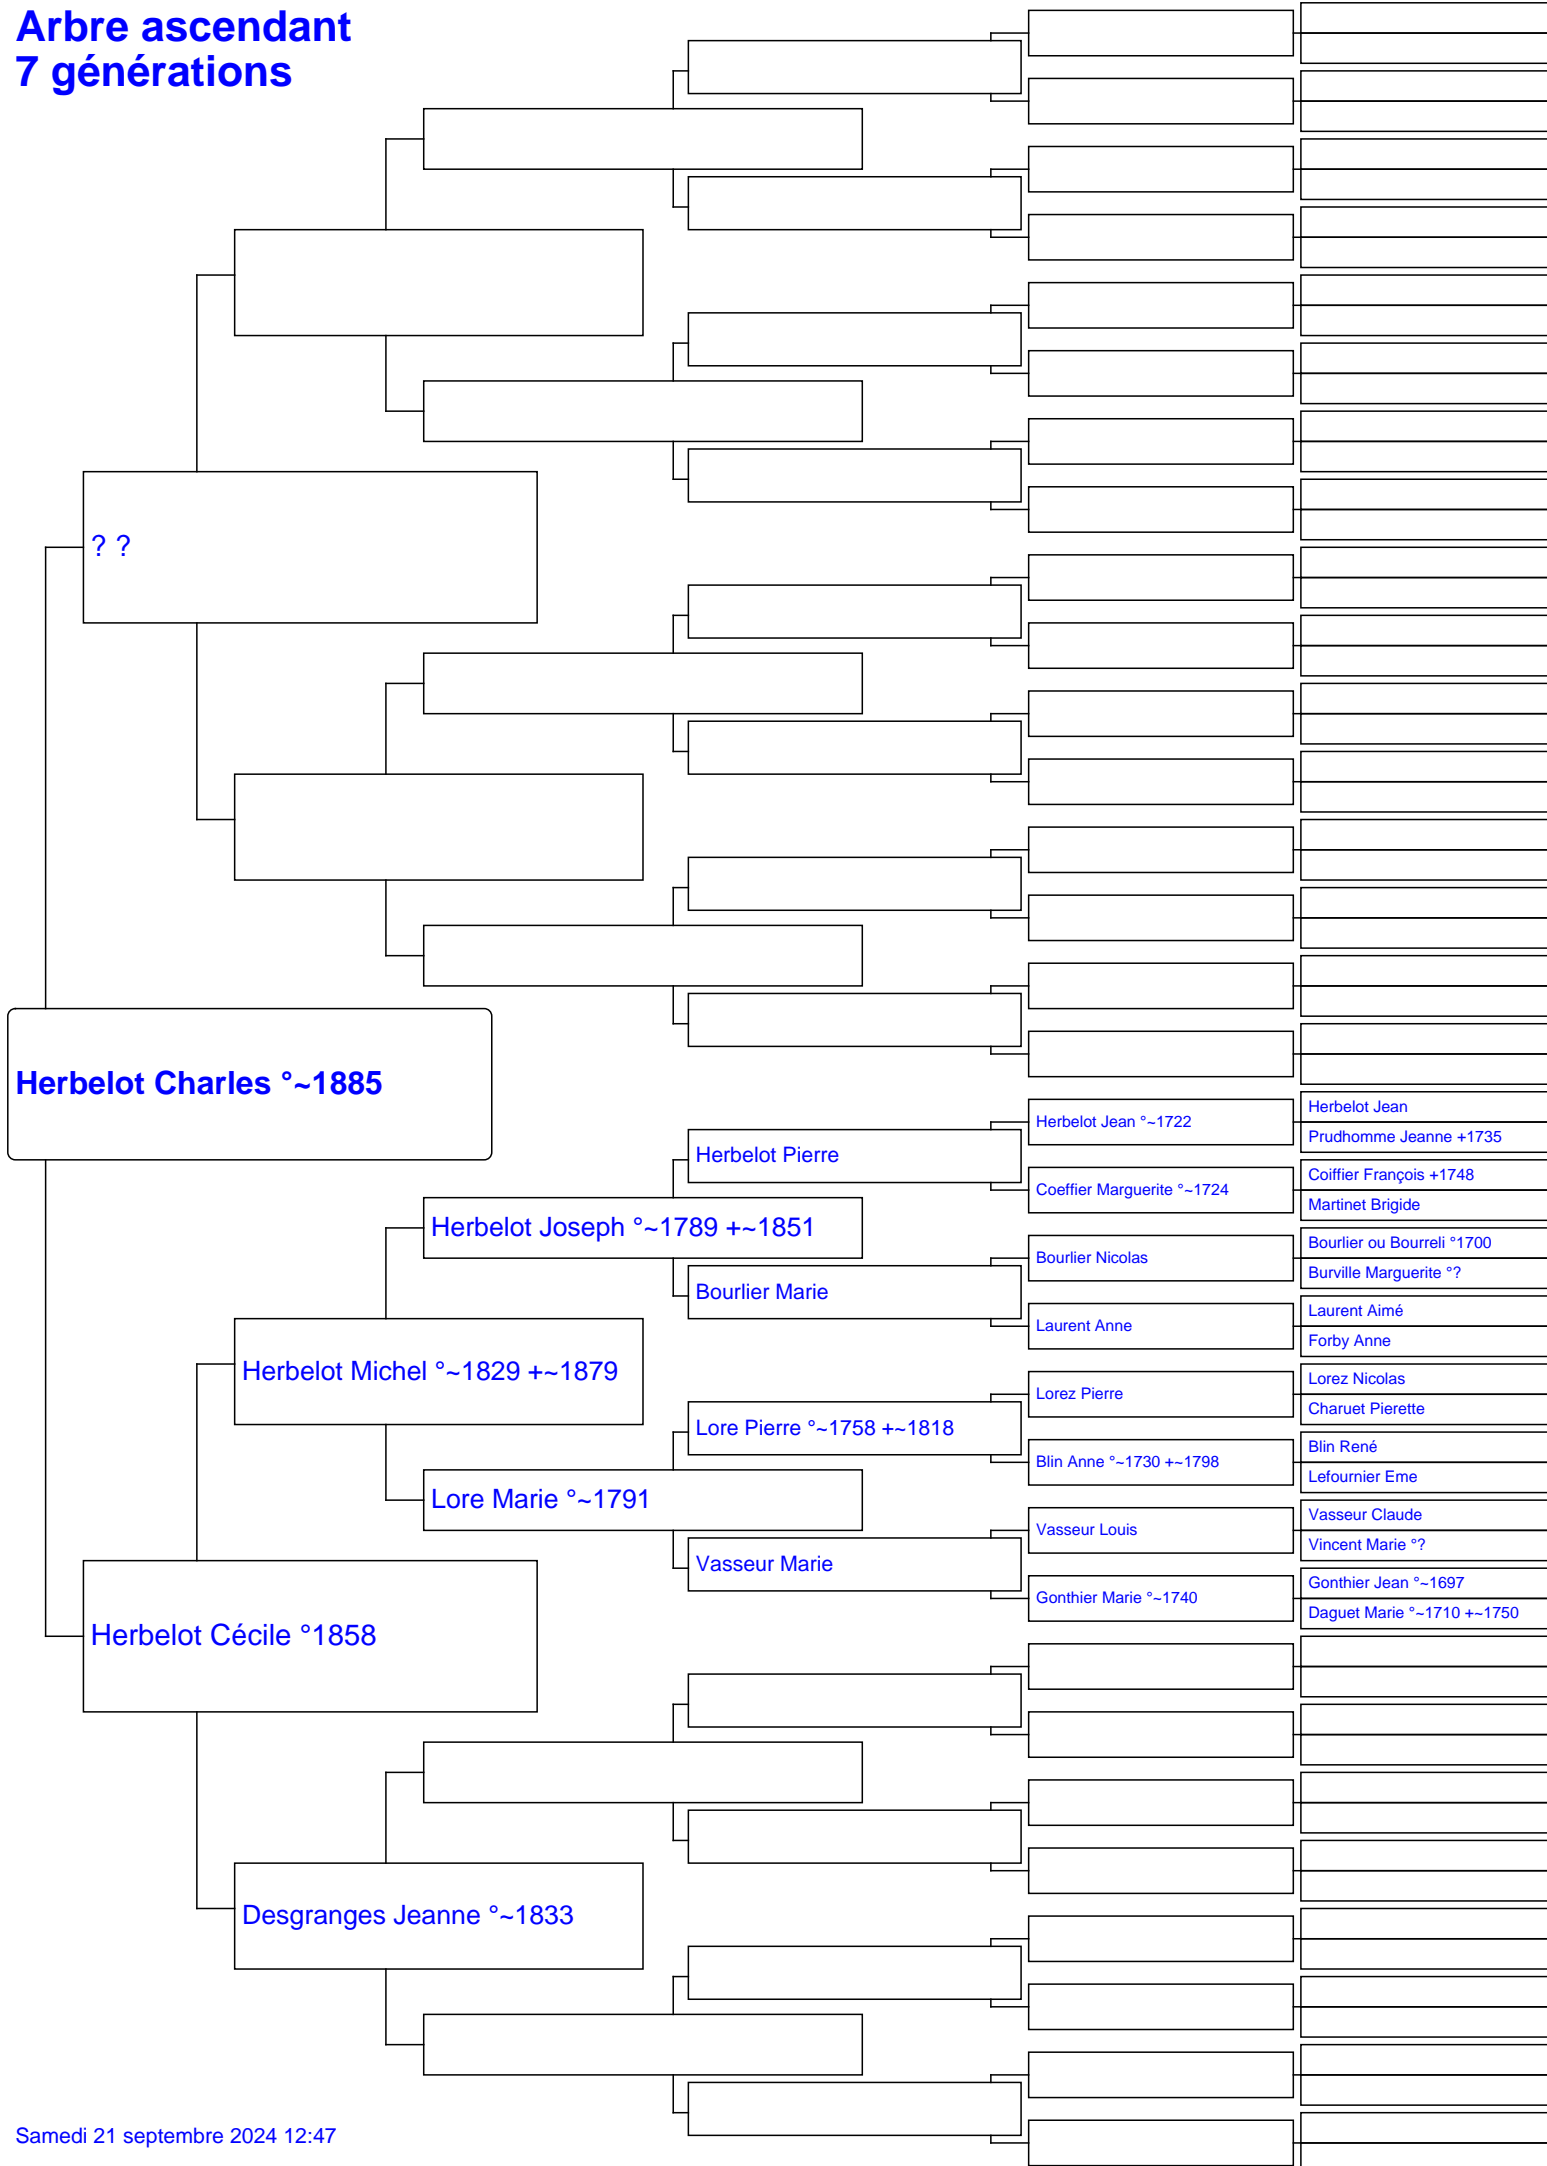 Arbre ascendant
7 générations
? ?
Herbelot Charles °~1885
Herbelot Jean
Herbelot Jean °~1722
Prudhomme Jeanne +1735
Herbelot Pierre
Coiffier François +1748
Coeffier Marguerite °~1724
Martinet Brigide
Herbelot Joseph °~1789 +~1851
Bourlier ou Bourreli °1700
Bourlier Nicolas
Burville Marguerite °?
Bourlier Marie
Laurent Aimé
Laurent Anne
Forby Anne
Herbelot Michel °~1829 +~1879
Lorez Nicolas
Lorez Pierre
Charuet Pierette
Lore Pierre °~1758 +~1818
Blin René
Blin Anne °~1730 +~1798
Lefournier Eme
Lore Marie °~1791
Vasseur Claude
Vasseur Louis
Vincent Marie °?
Vasseur Marie
Gonthier Jean °~1697
Gonthier Marie °~1740
Daguet Marie °~1710 +~1750
Herbelot Cécile °1858
Desgranges Jeanne °~1833
Samedi 21 septembre 2024 12:47